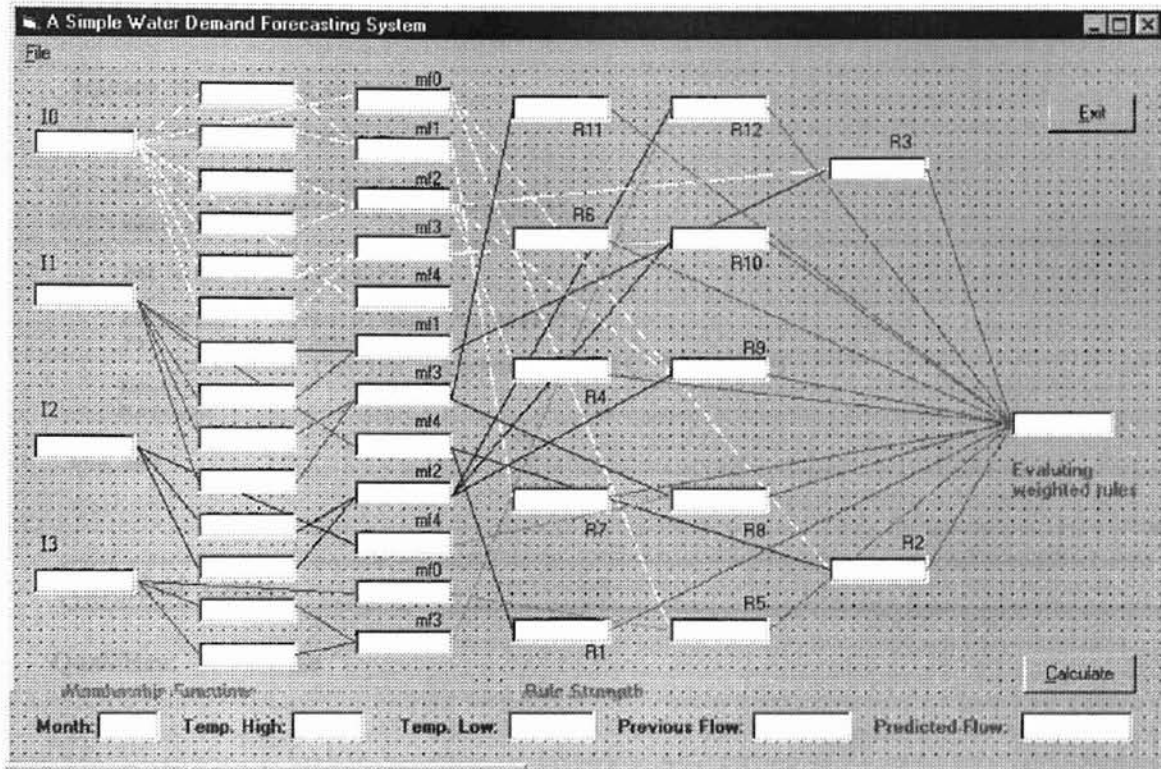 A Simple Water Demand Forecasting System
File
mf0
I0
Exit
mf1
R11
R12
R3
mf2
R6
mf3
I1
R10
mf4
mf1
R9
mf3
R4
I2
mf4
Evaluting
weighted rules
mf2
R7
R8
mf4
I3
R2
mf0
R5
mf3
R1
Calculate
Membership Functions
Rule Strength
Month:
Temp. High:
Temp. Low:
Previous Flow:
Predicted Flow: